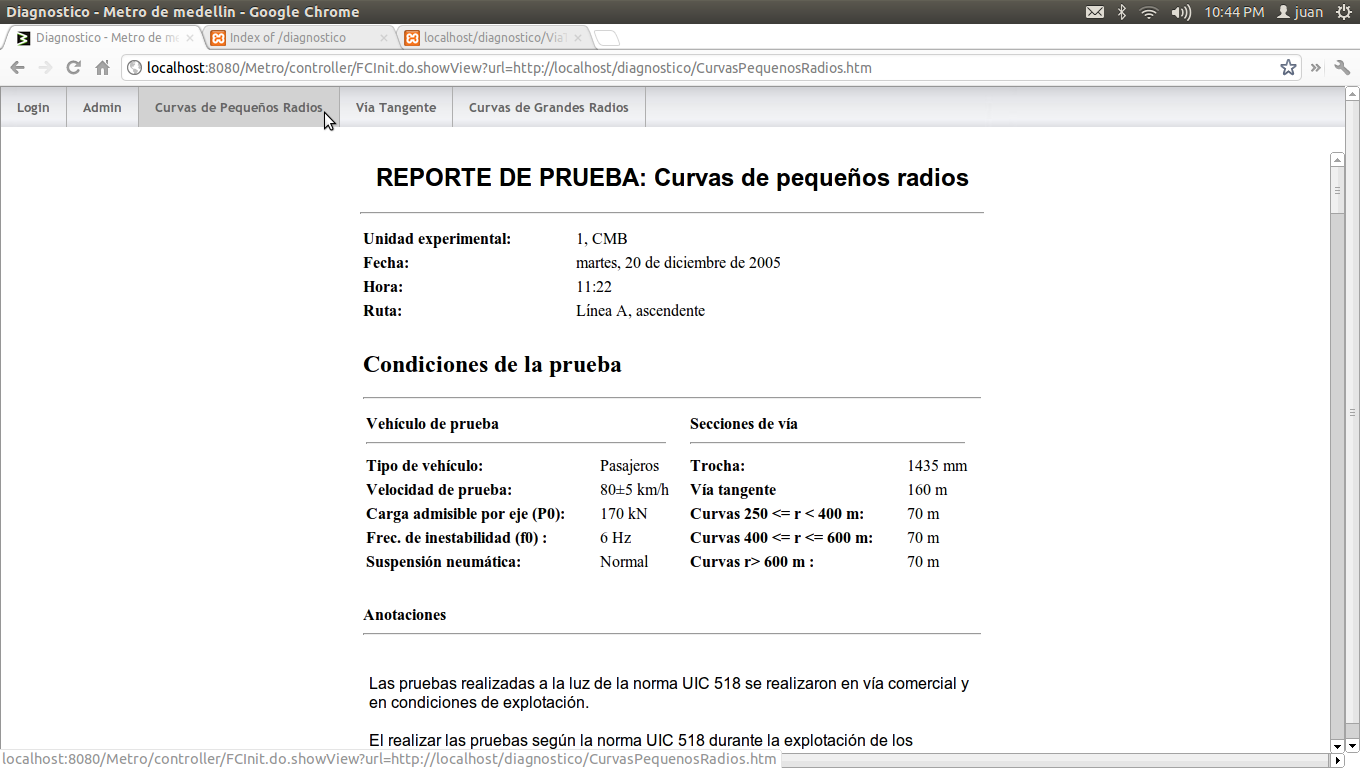 Diagnostico - Metro de medellin - Google Chrome
10:44 PM juan
Diagnostico - Metro de me
Index of /diagnostico
localhost/diagnostico/ViaT
localhost:8080/Metro/controller/FCInit.do.showView?url=http://localhost/diagnostico/CurvasPequenosRadios.htm
Login Admin Curvas de Pequeños Radios Vía Tangente Curvas de Grandes Radios
REPORTE DE PRUEBA: Curvas de pequeños radios
Unidad experimental: 1, CMB
Fecha: martes, 20 de diciembre de 2005
Hora: 11:22
Ruta: Línea A, ascendente
Condiciones de la prueba
Vehículo de prueba Secciones de vía
Tipo de vehículo: Pasajeros Trocha: 1435 mm
Velocidad de prueba: 80±5 km/h Vía tangente 160 m
Carga admisible por eje (P0): 170 kN Curvas 250 <= r < 400 m: 70 m
Frec. de inestabilidad (f0) : 6 Hz Curvas 400 <= r <= 600 m: 70 m
Suspensión neumática: Normal Curvas r> 600 m : 70 m
Anotaciones
Las pruebas realizadas a la luz de la norma UIC 518 se realizaron en vía comercial y
en condiciones de explotación.
El realizar las pruebas según la norma UIC 518 durante la explotación de los
localhost:8080/Metro/controller/FCInit.do.showView?url=http://localhost/diagnostico/CurvasPequenosRadios.htm